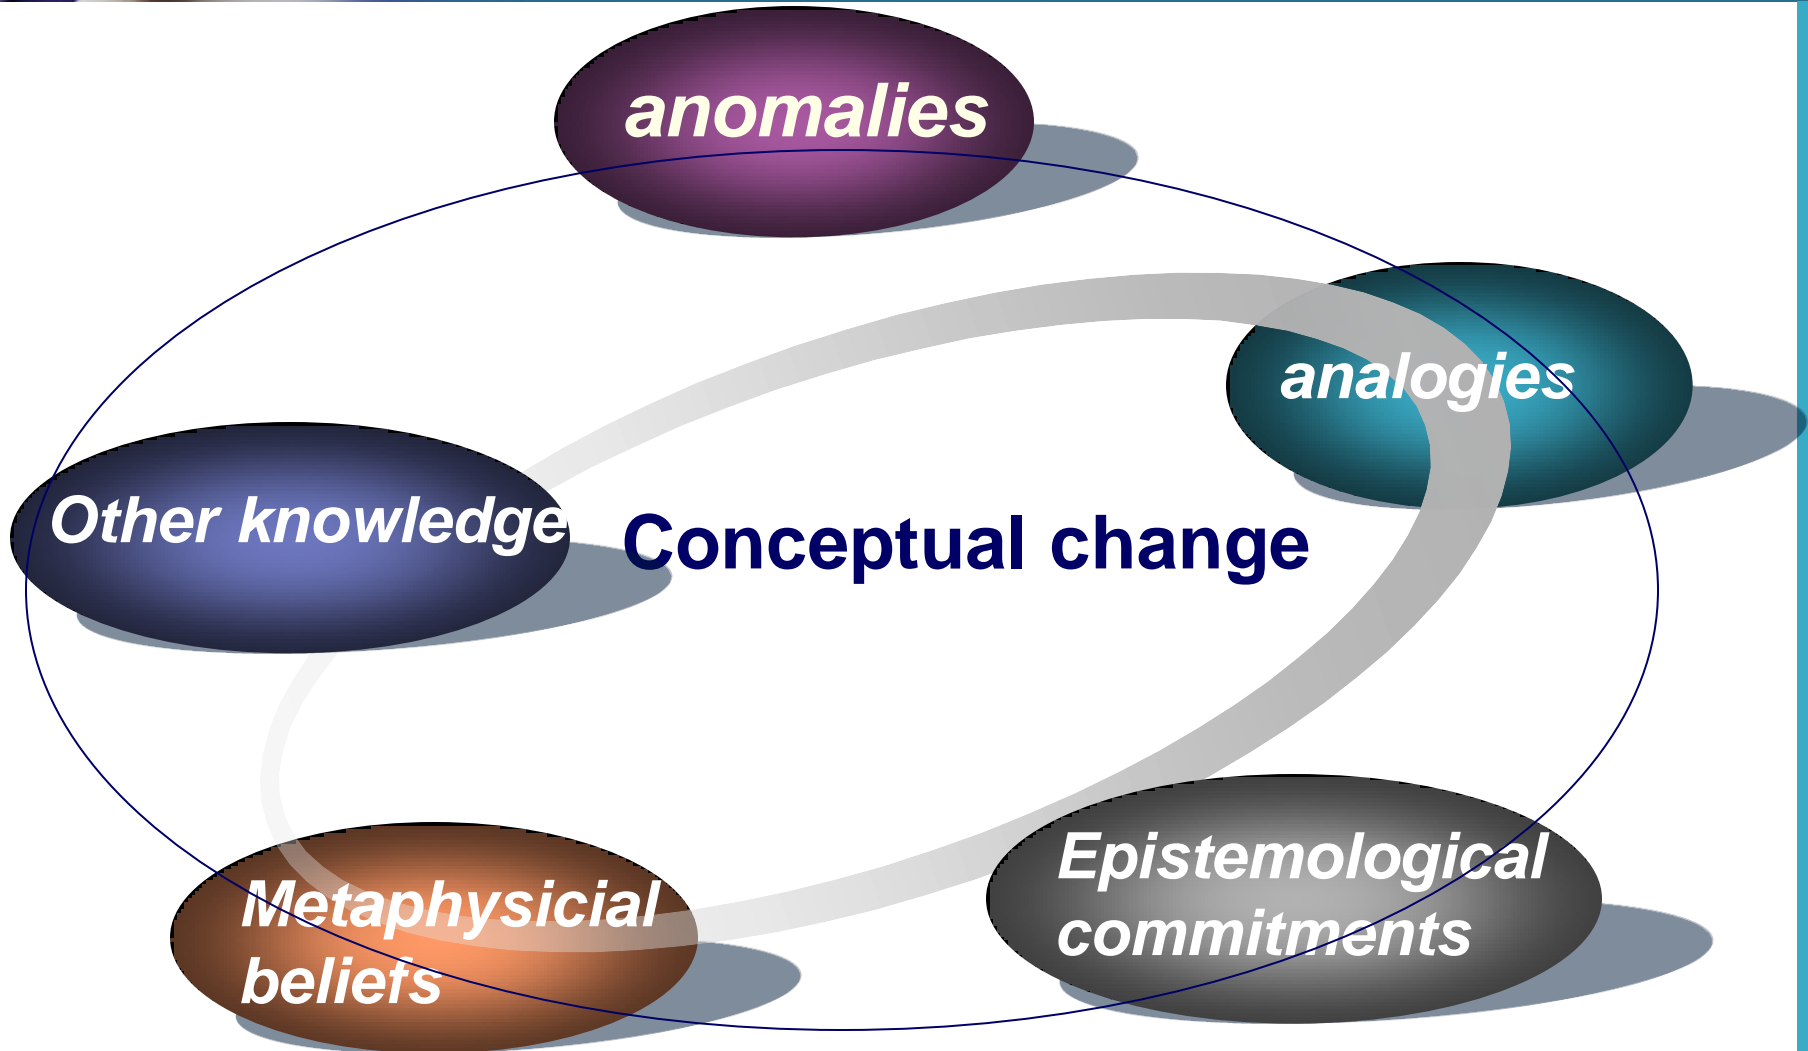 anomalies
analogies
Other knowledge
Conceptual change
Epistemological
commitments
Metaphysicial
beliefs